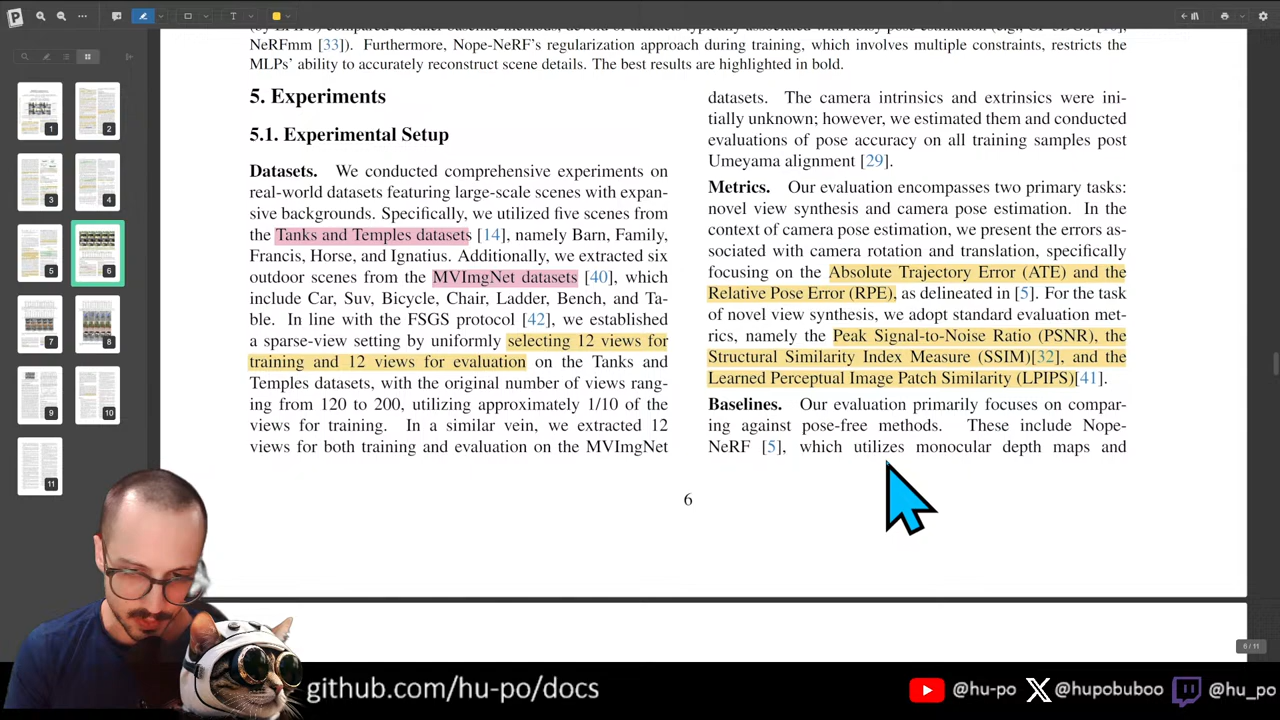 (by LPIPS) compared to other baseline methods, devoid of artifacts typically associated with noisy pose estimation (e.g., CF-3DGS
NeRFmm [33]). Furthermore, Nope-NeRF's regularization approach during training, which involves multiple constraints, restricts the
MLPs' ability to accurately reconstruct scene details. The best results are highlighted in bold.
5. Experiments
5.1. Experimental Setup
Datasets. We conducted comprehensive experiments on
real-world datasets featuring large-scale scenes with expan-
sive backgrounds. Specifically, we utilized five scenes from
the Tanks and Temples datasets [14], namely Barn, Family,
Francis, Horse, and Ignatius. Additionally, we extracted six
outdoor scenes from the MVImgNet datasets [40], which
include Car, Suv, Bicycle, Chair, Ladder, Bench, and Ta-
ble. In line with the FSGS protocol [42], we established
a sparse-view setting by uniformly selecting 12 views for
training and 12 views for evaluation on the Tanks and
Temples datasets, with the original number of views rang-
ing from 120 to 200, utilizing approximately 1/10 of the
views for training. In a similar vein, we extracted 12
views for both training and evaluation on the MVImgNet
datasets. The camera intrinsics and extrinsics were ini-
tially unknown; however, we estimated them and conducted
evaluations of pose accuracy on all training samples post
Umeyama alignment [29].
Metrics. Our evaluation encompasses two primary tasks:
novel view synthesis and camera pose estimation. In the
context of camera pose estimation, we present the errors as-
sociated with camera rotation and translation, specifically
focusing on the Absolute Trajectory Error (ATE) and the
Relative Pose Error (RPE), as delineated in [5]. For the task
of novel view synthesis, we adopt standard evaluation met-
rics, namely the Peak Signal-to-Noise Ratio (PSNR), the
Structural Similarity Index Measure (SSIM)[32], and the
Learned Perceptual Image Patch Similarity (LPIPS)[41].
Baselines. Our evaluation primarily focuses on compar-
ing against pose-free methods. These include Nope-
NeRF [5], which utilizes monocular depth maps and
6
1
2
3
4
5
6
7
8
9
10
11
6/11
github.com/hu-po/docs
@hu-po
@hupobuboo
@hu_po